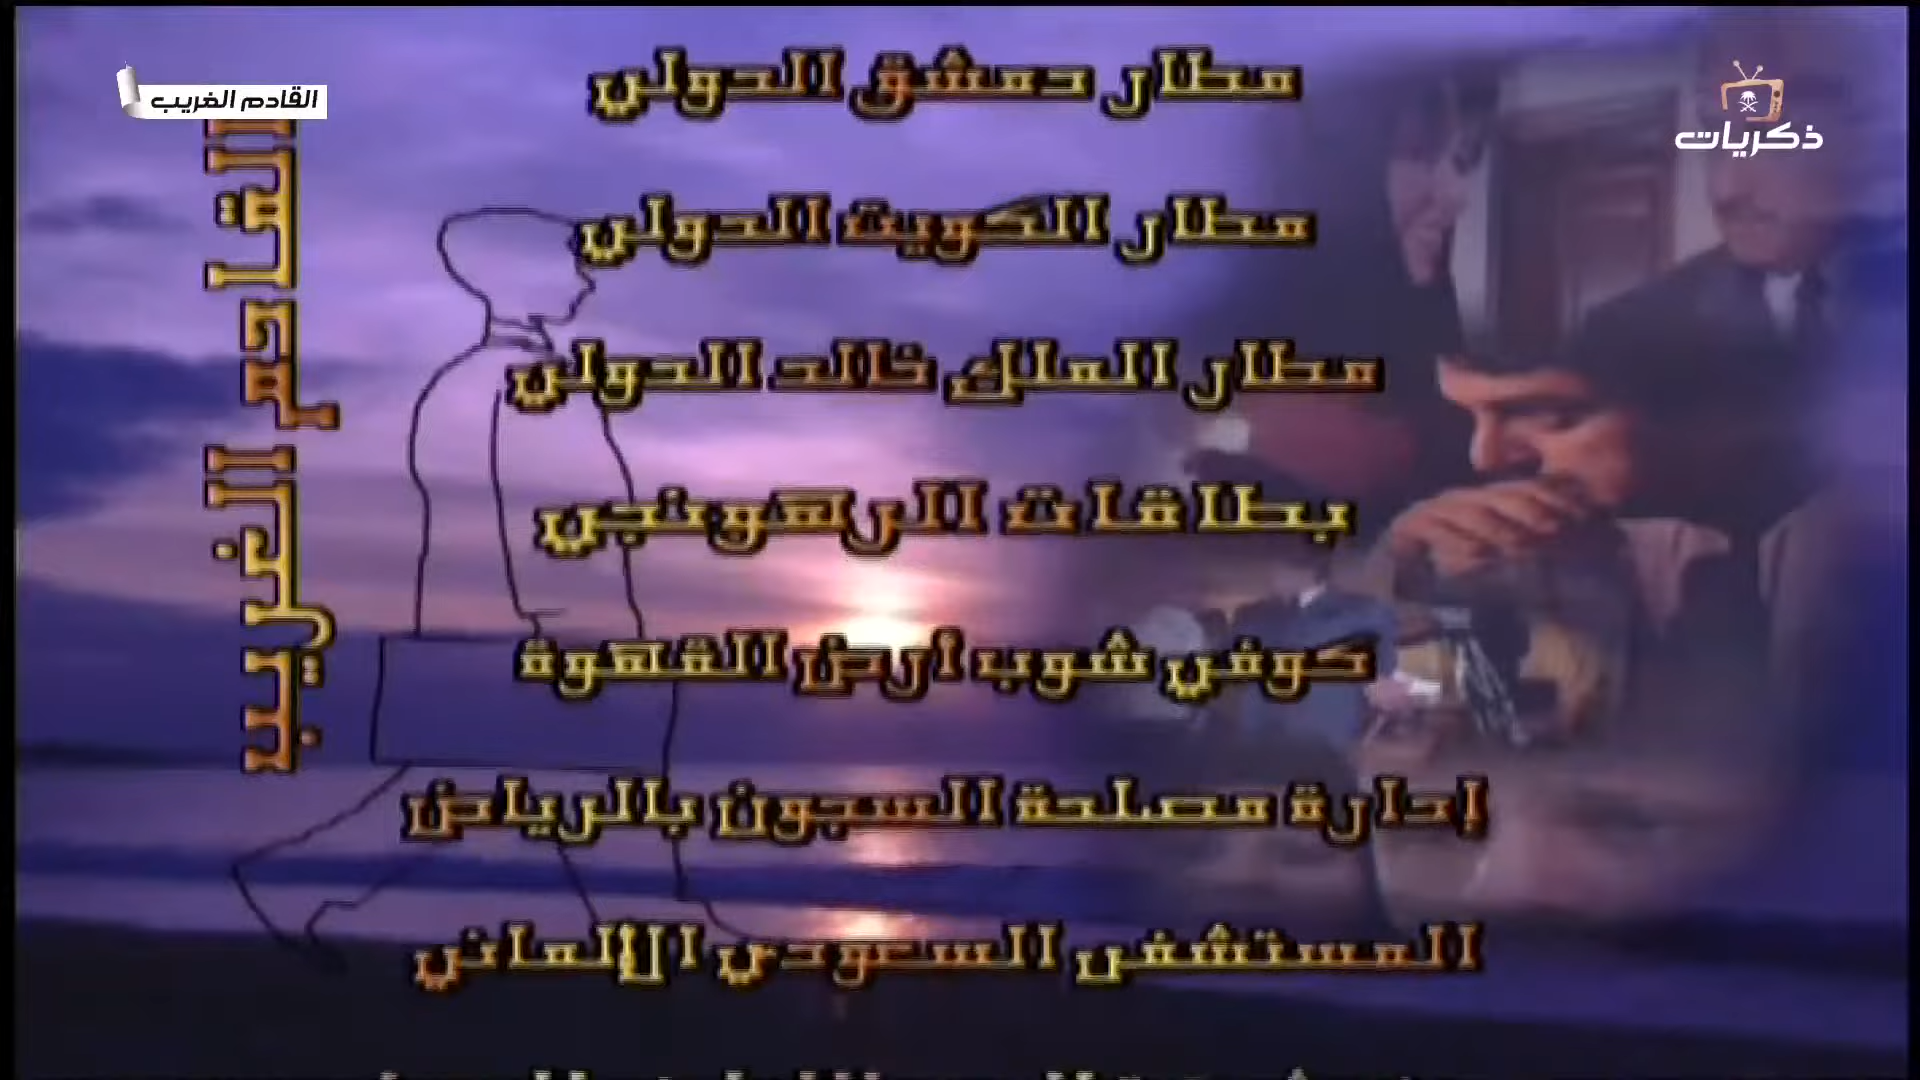 القادم الغريب
ذكريات
القادم الغريب
مطار دمشق الدولي
مطار الكويت الدولي
مطار الملك خالد الدولي
بطاقات الرهونجي
كوفي شوب أرض القهوة
إدارة مصلحة السجون بالرياض
المستشفى السعودي الألماني